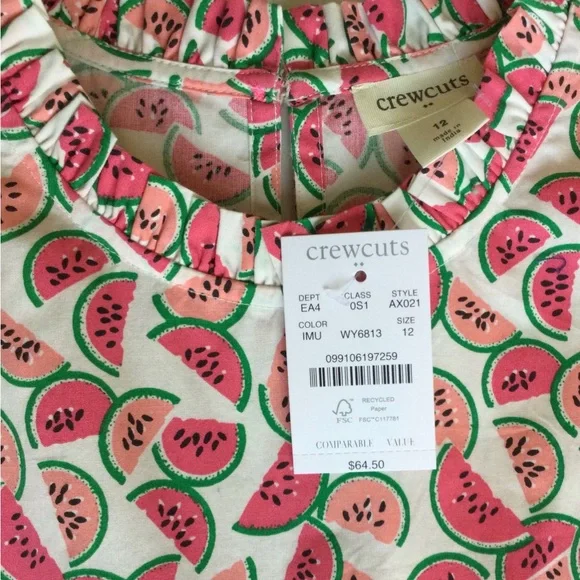 crewcuts
12
made in
India
crewcuts
DEPT CLASS STYLE
EA4 0S1 AX021
COLOR SIZE
IMU WY6813 12
099106197259
FSC
RECYCLED
Paper
FSC™C117761
COMPARABLE VALUE
$64.50